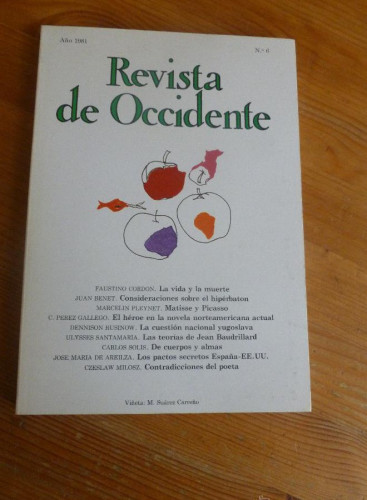 Año 1981
N.º 6
Revista
de Occidente
FAUSTINO CORDON. La vida y la muerte
JUAN BENET. Consideraciones sobre el hipérbaton
MARCELIN PLEYNET. Matisse y Picasso
C. PEREZ GALLEGO. El héroe en la novela norteamericana actual
DENNISON RUSINOW. La cuestión nacional yugoslava
ULYSSES SANTAMARIA. Las teorías de Jean Baudrillard
CARLOS SOLIS. De cuerpos y almas
JOSE MARIA DE AREILZA. Los pactos secretos España-EE.UU.
CZESLAW MILOSZ. Contradicciones del poeta
Viñeta: M. Suárez Carreño